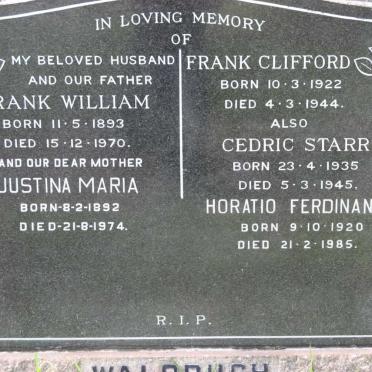 IN LOVING MEMORY
OF
MY BELOVED HUSBAND
AND OUR FATHER
RANK WILLIAM
BORN 11·5·1893
DIED 15·12·1970.
AND OUR DEAR MOTHER
JUSTINA MARIA
BORN-8-2-1892
DIED-21-8-1974.
FRANK CLIFFORD
BORN 10·3·1922
DIED 4·3·1944.
ALSO
CEDRIC STARR
BORN 23·4·1935
DIED 5·3·1945.
HORATIO FERDINAN
BORN 9·10·1920
DIED 21·2·1985.
R.I.P.